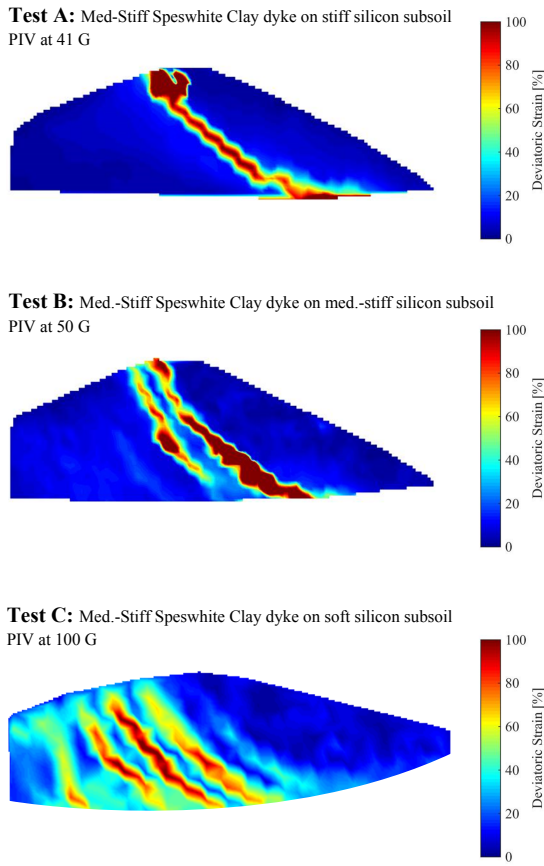 Test A: Med-Stiff Speswhite Clay dyke on stiff silicon subsoil
PIV at 41 G
100
80
60
40
20
0
Deviatoric Strain [%]
Test B: Med.-Stiff Speswhite Clay dyke on med.-stiff silicon subsoil
PIV at 50 G
100
80
60
40
20
0
Deviatoric Strain [%]
Test C: Med.-Stiff Speswhite Clay dyke on soft silicon subsoil
PIV at 100 G
100
80
60
40
20
0
Deviatoric Strain [%]